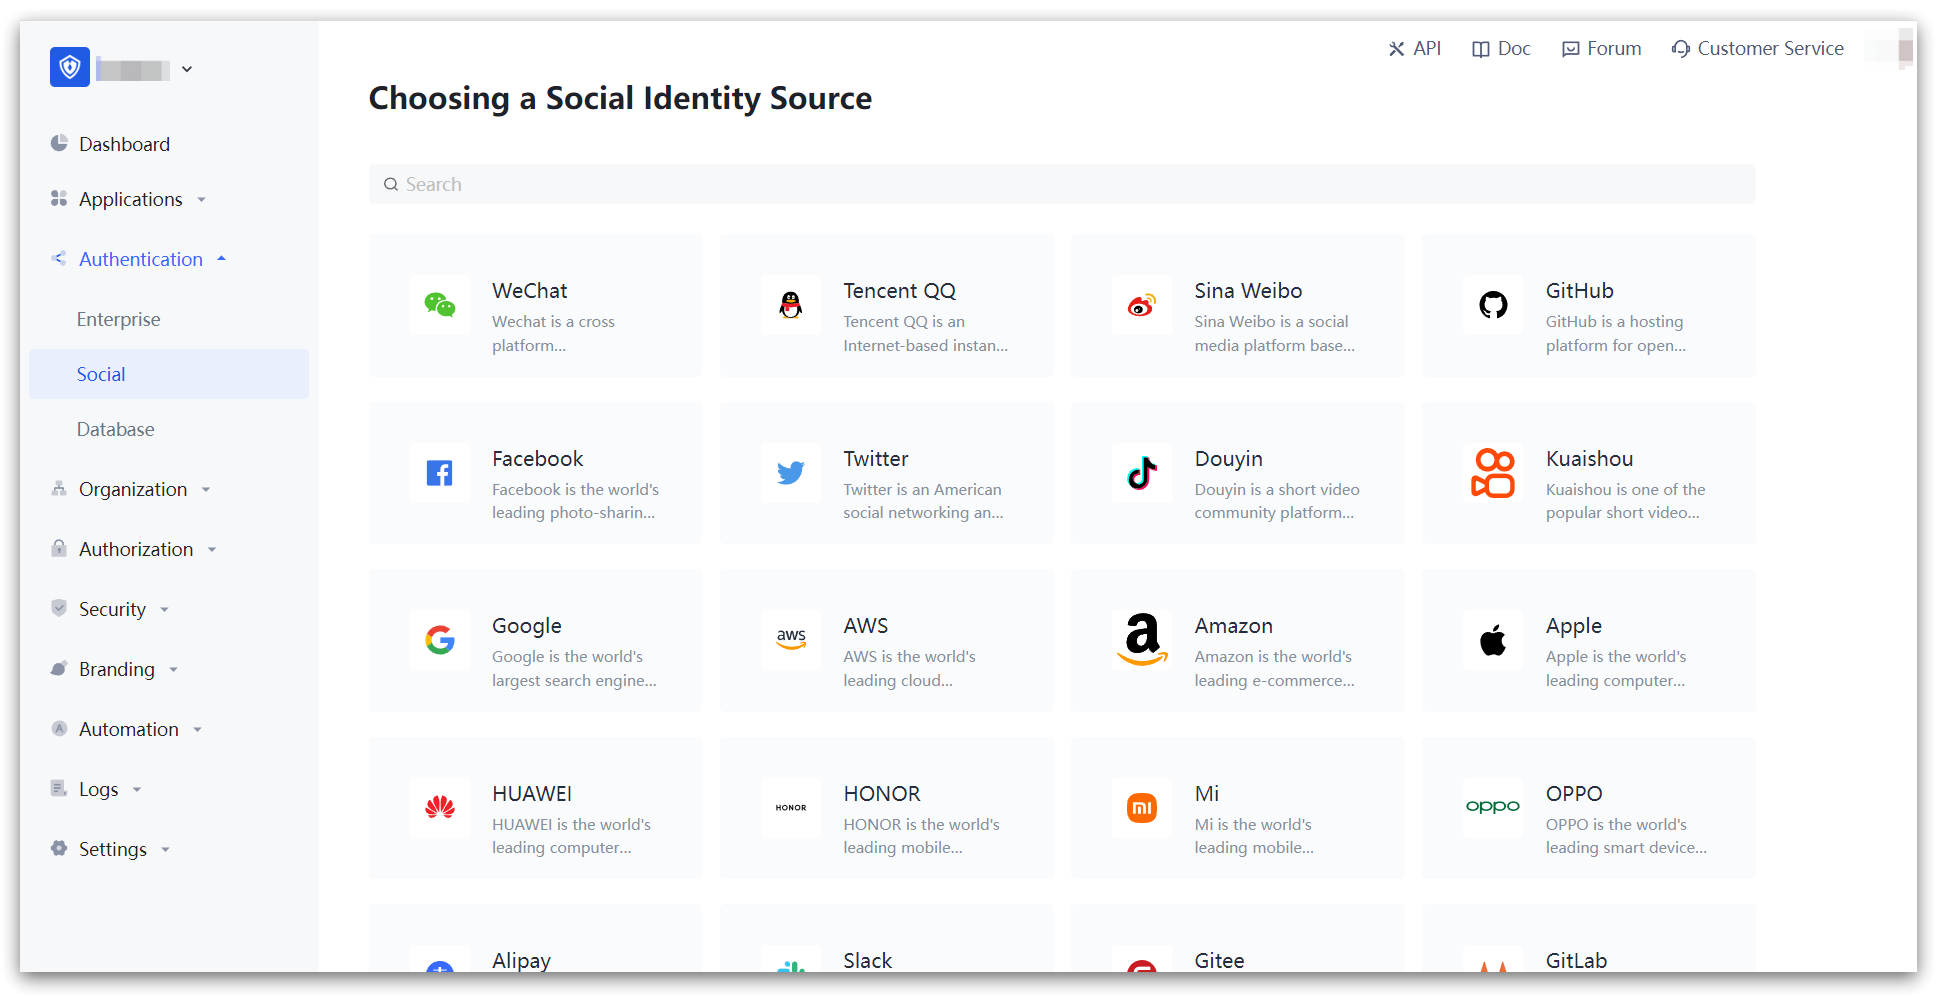 API
Doc
Forum
Customer Service
Choosing a Social Identity Source
Search
Dashboard
Applications
Authentication
Enterprise
Social
Database
Organization
Authorization
Security
Branding
Automation
Logs
Settings
WeChat
Wechat is a cross
platform...
Tencent QQ
Tencent QQ is an
Internet-based instan...
Sina Weibo
Sina Weibo is a social
media platform base...
GitHub
GitHub is a hosting
platform for open...
Facebook
Facebook is the world's
leading photo-sharin...
Twitter
Twitter is an American
social networking an...
Douyin
Douyin is a short video
community platform...
Kuaishou
Kuaishou is one of the
popular short video...
Google
Google is the world's
largest search engine...
aws
AWS
AWS is the world's
leading cloud...
Amazon
Amazon is the world's
leading e-commerce...
Apple
Apple is the world's
leading computer...
HUAWEI
HUAWEI is the world's
leading computer...
HONOR
HONOR
HONOR is the world's
leading mobile...
mi
Mi
Mi is the world's
leading mobile...
oppo
OPPO
OPPO is the world's
leading smart device...
Alipay
Slack
Gitee
GitLab